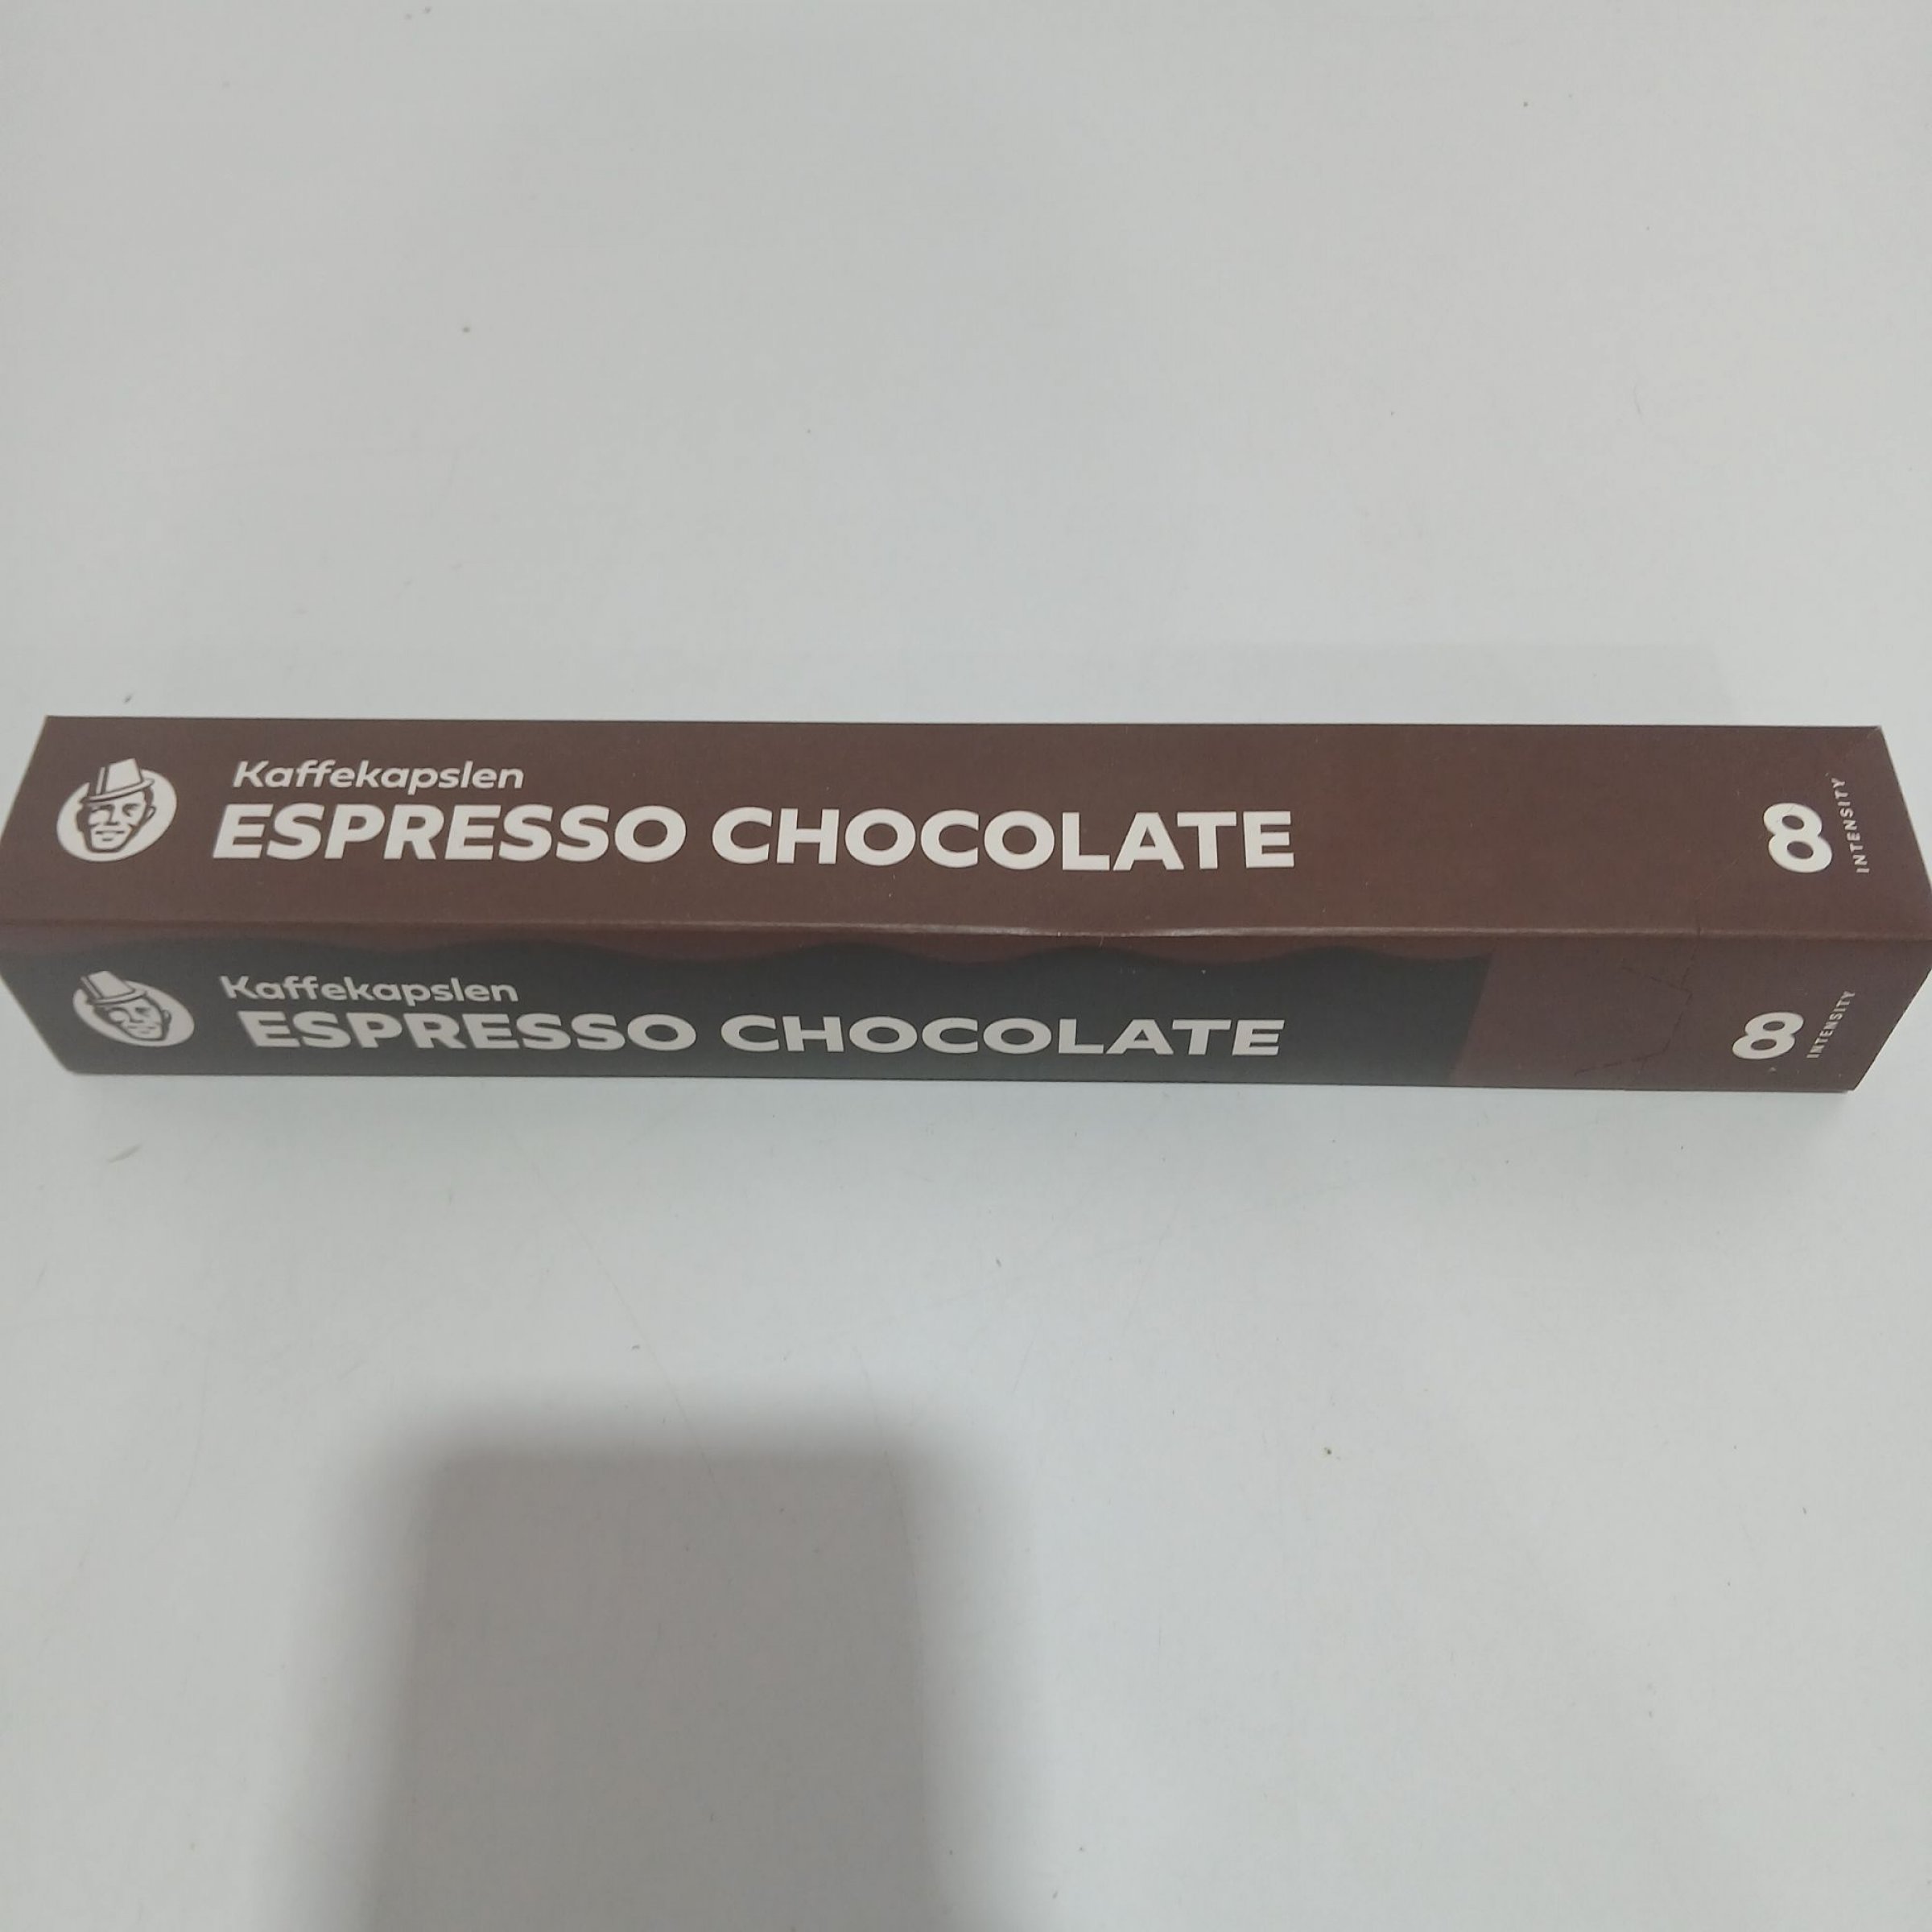 Kaffekapslen
ESPRESSO CHOCOLATE
8
INTENSITY
Kaffekapslen
ESPRESSO CHOCOLATE
8
INTENSITY